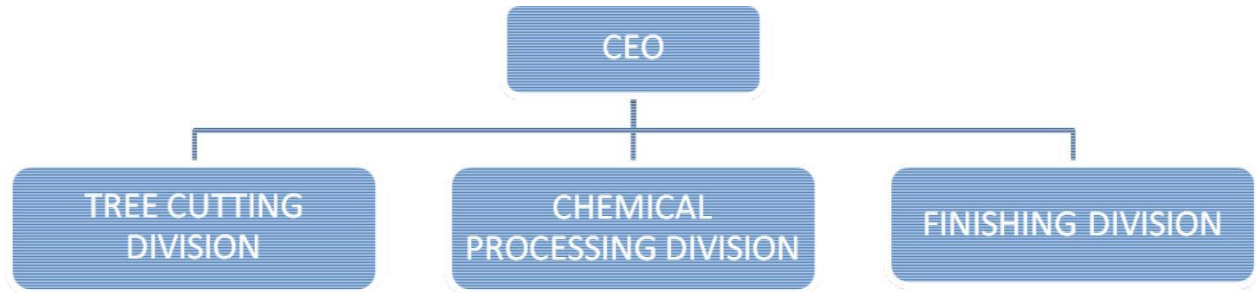 CEO
TREE CUTTING
DIVISION
CHEMICAL
PROCESSING DIVISION
FINISHING DIVISION